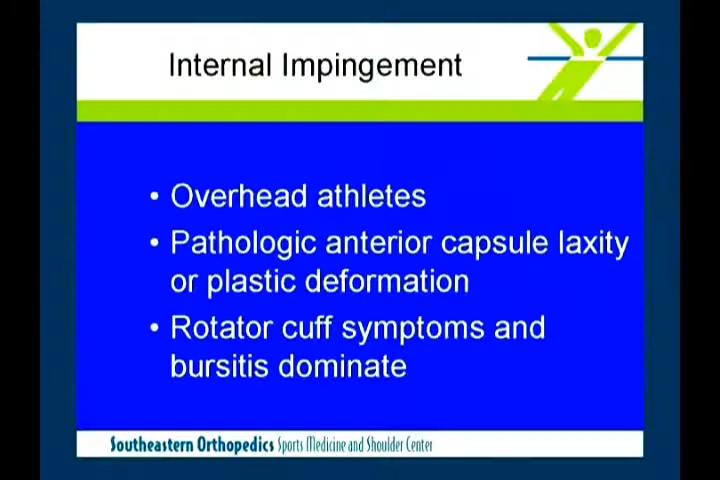 Internal Impingement
• Overhead athletes
• Pathologic anterior capsule laxity
or plastic deformation
• Rotator cuff symptoms and
bursitis dominate
Southeastern Orthopedics Sports Medicine and Shoulder Center